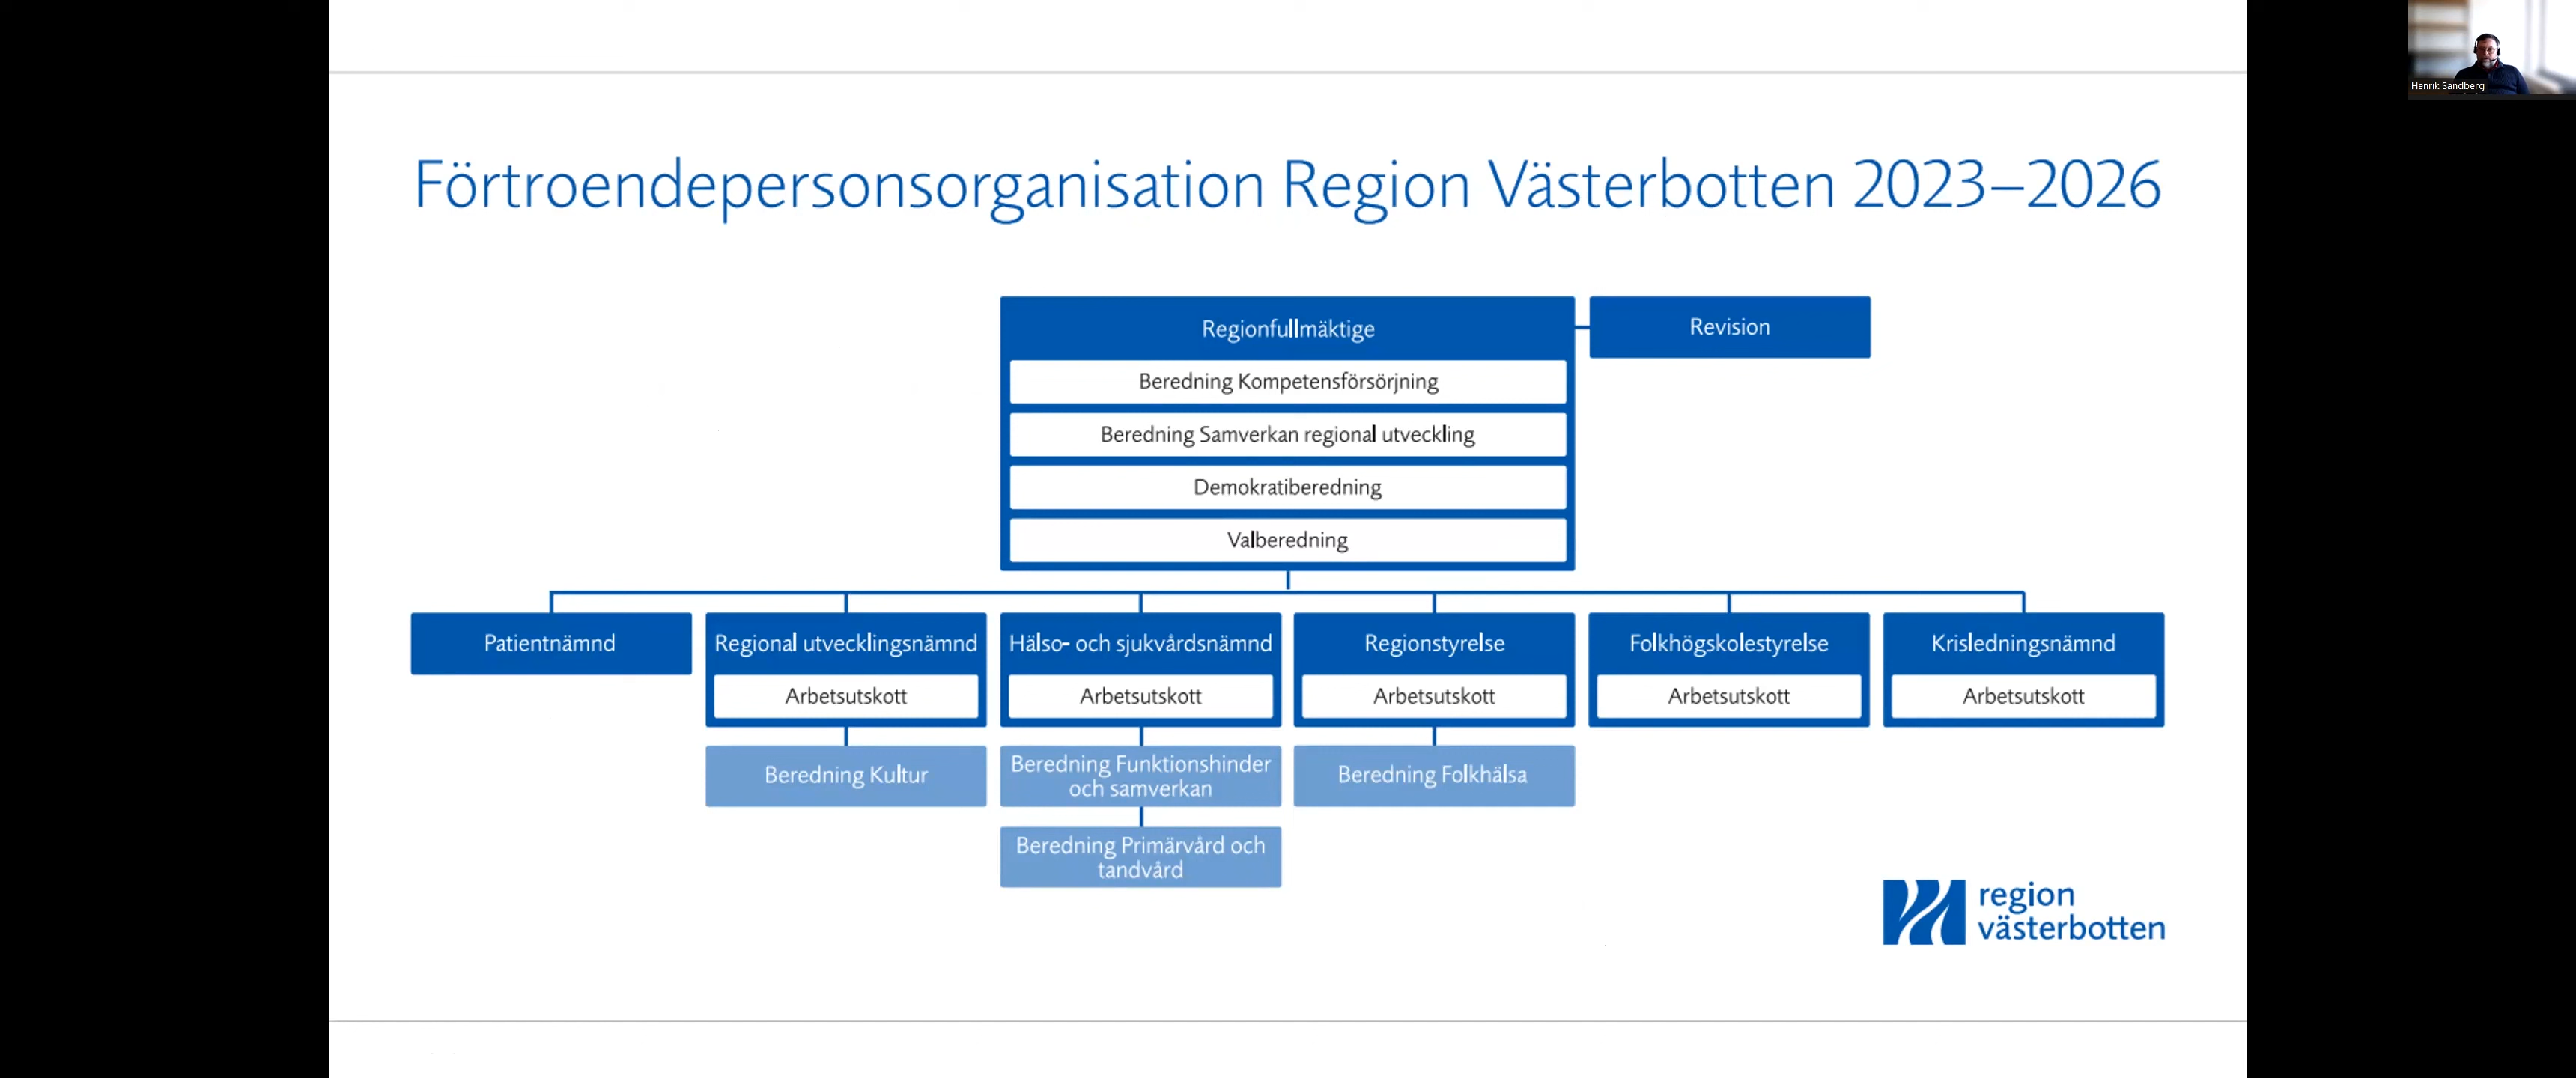 Henrik Sandberg
Förtroendepersonsorganisation Region Västerbotten 2023–2026
Regionfullmäktige
Revision
Beredning Kompetensförsörjning
Beredning Samverkan regional utveckling
Demokratiberedning
Valberedning
Patientnämnd
Regional utvecklingsnämnd
Arbetsutskott
Beredning Kultur
Hälso- och sjukvårdsnämnd
Arbetsutskott
Beredning Funktionshinder
och samverkan
Beredning Primärvård och
tandvård
Regionstyrelse
Arbetsutskott
Beredning Folkhälsa
Folkhögskolestyrelse
Arbetsutskott
Krisledningsnämnd
Arbetsutskott
region
västerbotten